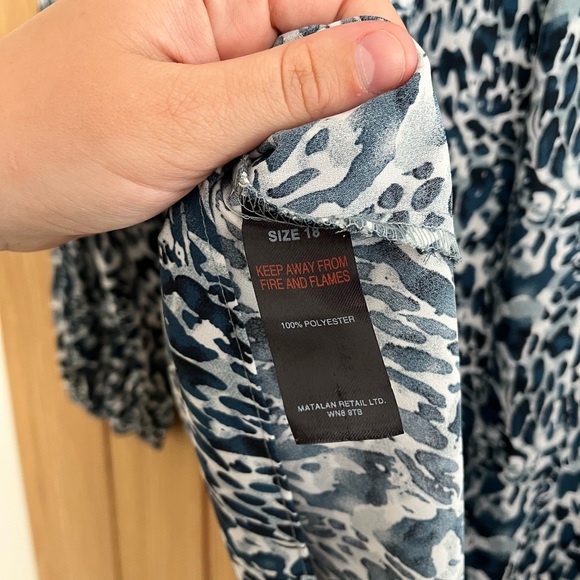 SIZE 18
KEEP AWAY FROM
FIRE AND FLAMES
100% POLYESTER
MATALAN RETAIL LTD.
WN8 9TB